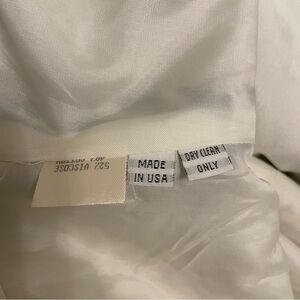 52% VISCOSE
MADE
IN USA
DRY CLEAN
ONLY